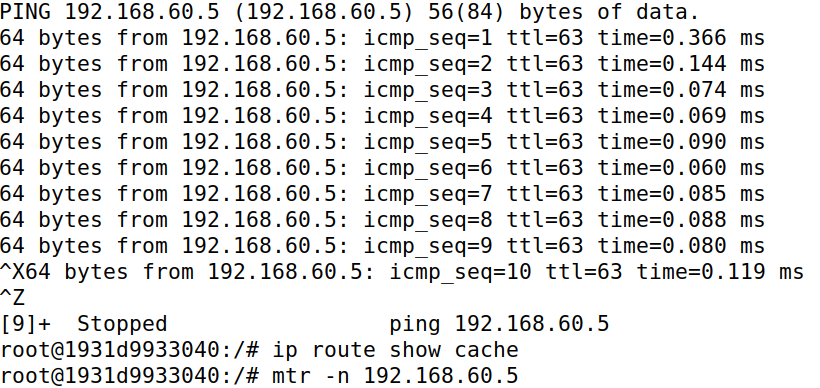 PING 192.168.60.5 (192.168.60.5) 56(84) bytes of data.
64 bytes from 192.168.60.5: icmp_seq=1 ttl=63 time=0.366 ms
64 bytes from 192.168.60.5: icmp_seq=2 ttl=63 time=0.144 ms
64 bytes from 192.168.60.5: icmp_seq=3 ttl=63 time=0.074 ms
64 bytes from 192.168.60.5: icmp_seq=4 ttl=63 time=0.069 ms
64 bytes from 192.168.60.5: icmp_seq=5 ttl=63 time=0.090 ms
64 bytes from 192.168.60.5: icmp_seq=6 ttl=63 time=0.060 ms
64 bytes from 192.168.60.5: icmp_seq=7 ttl=63 time=0.085 ms
64 bytes from 192.168.60.5: icmp_seq=8 ttl=63 time=0.088 ms
64 bytes from 192.168.60.5: icmp_seq=9 ttl=63 time=0.080 ms
^X64 bytes from 192.168.60.5: icmp_seq=10 ttl=63 time=0.119 ms
^Z
[9]+  Stopped                 ping 192.168.60.5
root@1931d9933040:/# ip route show cache
root@1931d9933040:/# mtr -n 192.168.60.5